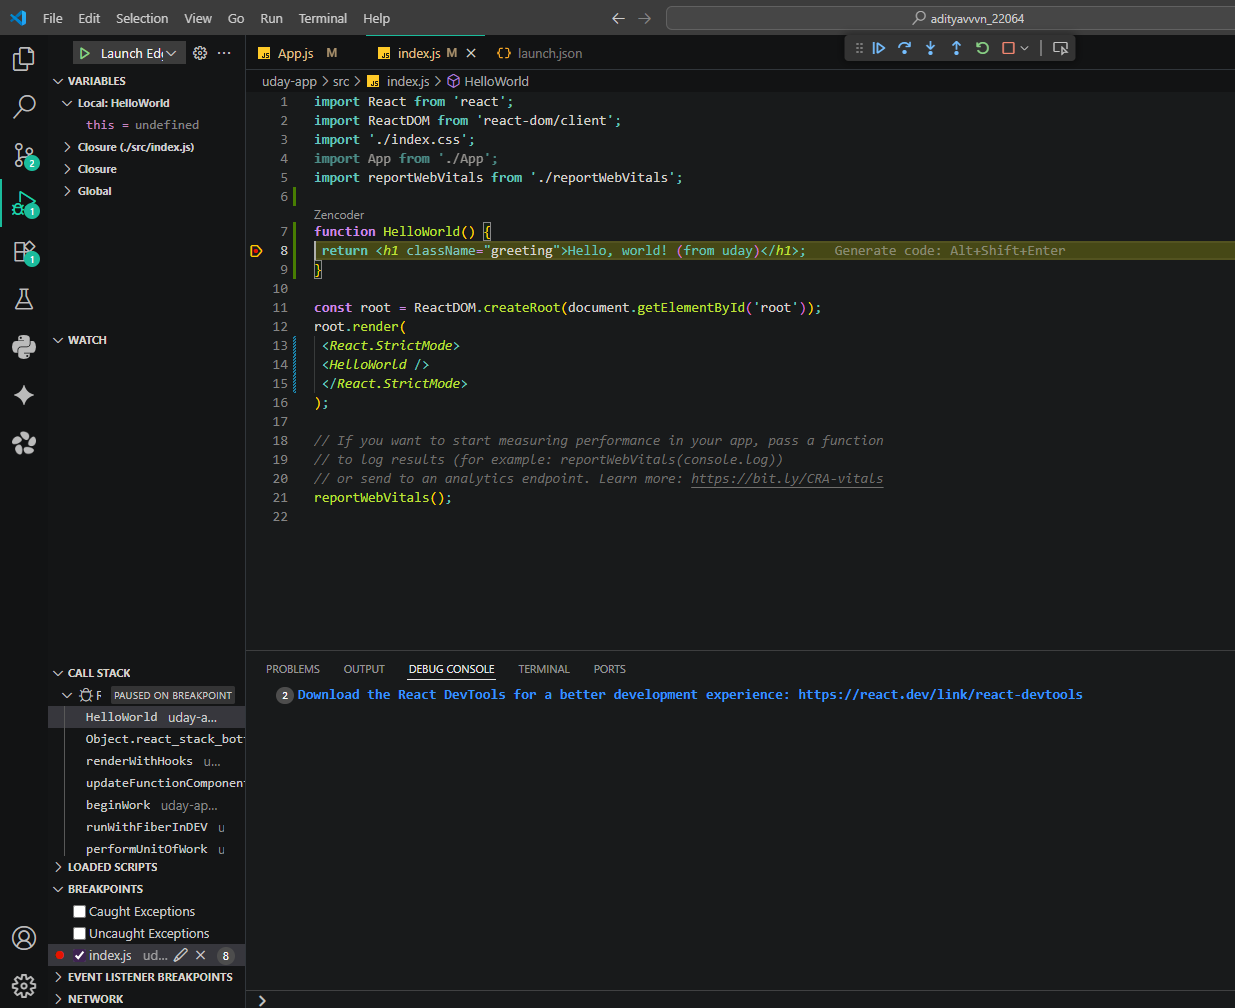 File Edit Selection View Go Run Terminal Help
adityavvvn_22064
Launch Edg
App.js M
index.js M
launch.json
uday-app > src > index.js > HelloWorld
VARIABLES
Local: HelloWorld
this = undefined
Closure (./src/index.js)
Closure
Global
WATCH
CALL STACK
PAUSED ON BREAKPOINT
HelloWorld uday-a...
Object.react_stack_bott
renderWithHooks u...
updateFunctionComponent
beginWork uday-ap...
runWithFiberInDEV u
performUnitOfWork u
LOADED SCRIPTS
BREAKPOINTS
Caught Exceptions
Uncaught Exceptions
index.js ud... 8
EVENT LISTENER BREAKPOINTS
NETWORK
2
1
1
1 import React from 'react';
2 import ReactDOM from 'react-dom/client';
3 import './index.css';
4 import App from './App';
5 import reportWebVitals from './reportWebVitals';
6
Zencoder
7 function HelloWorld() {
8 return <h1 className="greeting">Hello, world! (from uday)</h1>; Generate code: Alt+Shift+Enter
9 }
10
11 const root = ReactDOM.createRoot(document.getElementById('root'));
12 root.render(
13 <React.StrictMode>
14 <HelloWorld />
15 </React.StrictMode>
16 );
17
18 // If you want to start measuring performance in your app, pass a function
19 // to log results (for example: reportWebVitals(console.log))
20 // or send to an analytics endpoint. Learn more: https://bit.ly/CRA-vitals
21 reportWebVitals();
22
PROBLEMS OUTPUT DEBUG CONSOLE TERMINAL PORTS
2 Download the React DevTools for a better development experience: https://react.dev/link/react-devtools